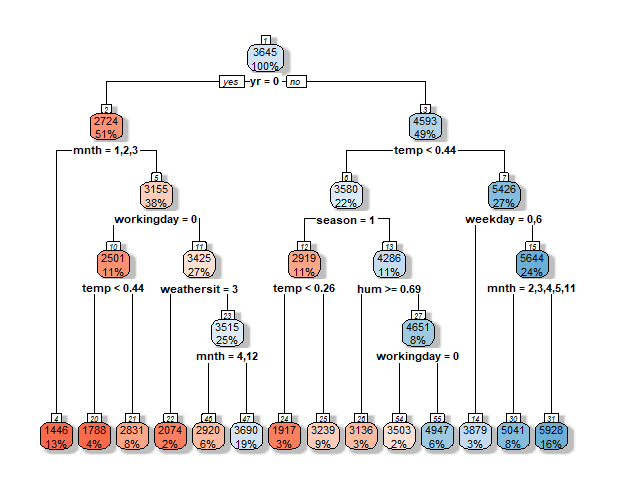 1
3645
100%
yes yr = 0 no
2
2724
51%
3
4593
49%
mnth = 1,2,3
temp < 0.44
5
3155
38%
6
3580
22%
7
5426
27%
workingday = 0
season = 1
weekday = 0,6
10
2501
11%
11
3425
27%
12
2919
11%
13
4286
11%
15
5644
24%
temp < 0.44
weathersit = 3
temp < 0.26
hum >= 0.69
mnth = 2,3,4,5,11
23
3515
25%
27
4651
8%
mnth = 4,12
workingday = 0
4 20 21 22 46 47 24 25 26 54 55 14 30 31
1446 1788 2831 2074 2920 3690 1917 3239 3136 3503 4947 3879 5041 5928
13% 4% 8% 2% 6% 19% 3% 9% 3% 2% 6% 3% 8% 16%